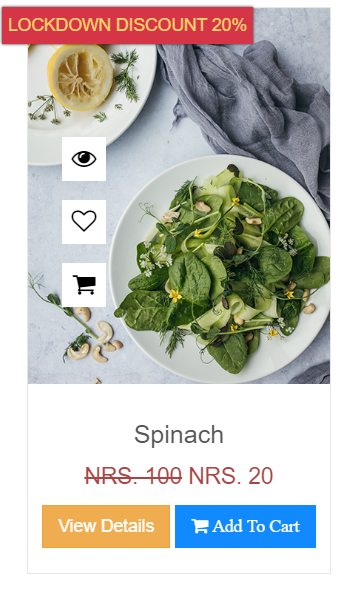 LOCKDOWN DISCOUNT 20%
Spinach
NRS. 100 NRS. 20
View Details
Add To Cart